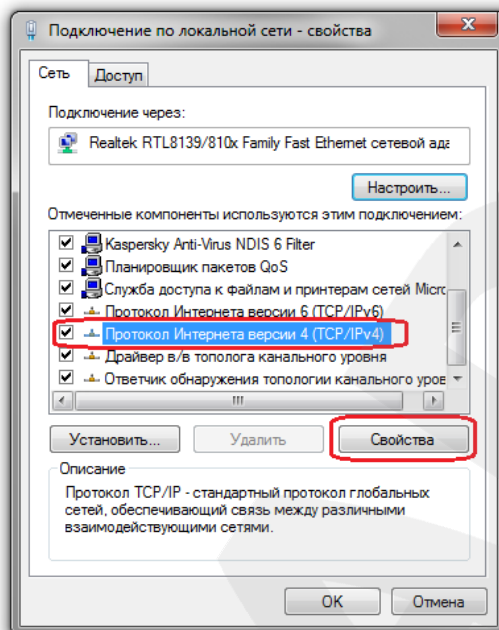 Подключение по локальной сети - свойства
Сеть
Доступ
Подключение через:
Realtek RTL8139/810x Family Fast Ethernet сетевой ада
Настроить...
Отмеченные компоненты используются этим подключением:
Kaspersky Anti-Virus NDIS 6 Filter
Планировщик пакетов QoS
Служба доступа к файлам и принтерам сетей Micro
Протокол Интернета версии 6 (TCP/IPv6)
Протокол Интернета версии 4 (TCP/IPv4)
Драйвер в/в тополога канального уровня
Ответчик обнаружения топологии канального уров
Установить...
Удалить
Свойства
Описание
Протокол TCP/IP - стандартный протокол глобальных
сетей, обеспечивающий связь между различными
взаимодействующими сетями.
OK
Отмена